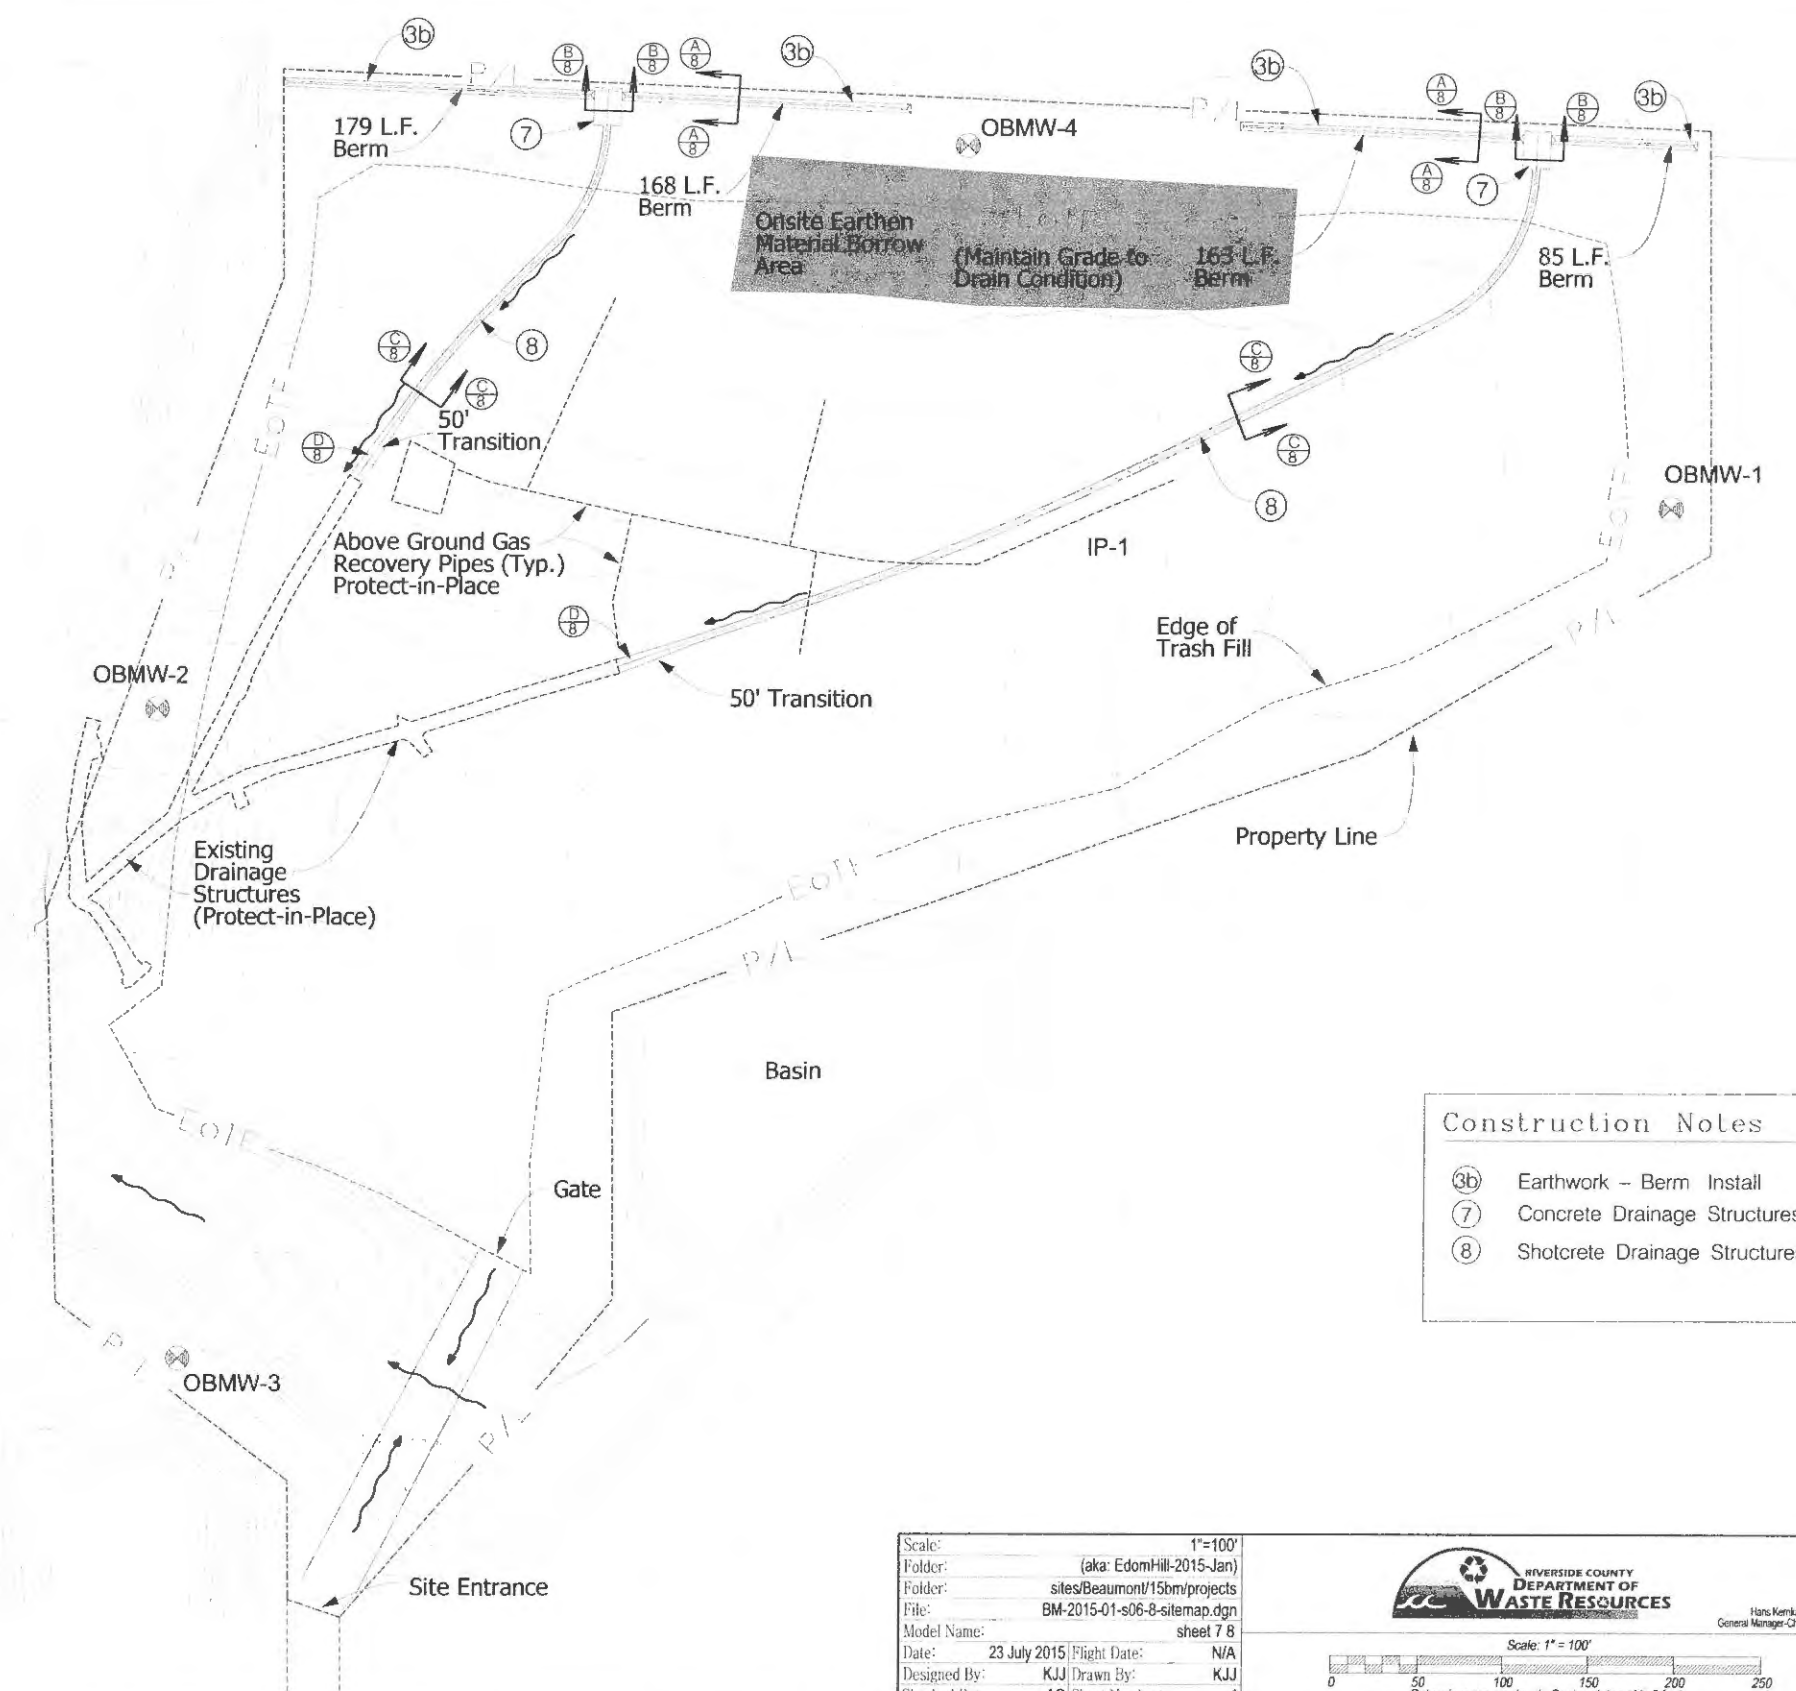 3b
P/L
B
8
B
8
A
8
3b
A
8
7
179 L.F.
Berm
168 L.F.
Berm
OBMW-4
P/L
3b
A
8
B
8
B
8
3b
A
8
7
Onsite Earthen
Material Borrow
Area
(Maintain Grade to
Drain Condition)
163 L.F.
Berm
85 L.F.
Berm
C
8
8
C
8
50'
Transition
D
8
EoTF
C
8
C
8
8
OBMW-1
EoTF
Above Ground Gas
Recovery Pipes (Typ.)
Protect-in-Place
IP-1
D
8
Edge of
Trash Fill
P/L
OBMW-2
50' Transition
Property Line
Existing
Drainage
Structures
(Protect-in-Place)
EoTF
P/L
Basin
EoTF
Gate
P/L
OBMW-3
P/L
Site Entrance
Construction Notes
3b Earthwork – Berm Install
7 Concrete Drainage Structures
8 Shotcrete Drainage Structure
Scale: 1"=100'
Folder: (aka: EdomHill-2015-Jan)
Folder: sites/Beaumont/15bm/projects
File: BM-2015-01-s06-8-sitemap.dgn
Model Name: sheet 7 8
Date: 23 July 2015 Flight Date: N/A
Designed By: KJJ Drawn By: KJJ
RIVERSIDE COUNTY
DEPARTMENT OF
WASTE RESOURCES
Hans
General Manager-
Scale: 1" = 100'
0 50 100 150 200 250